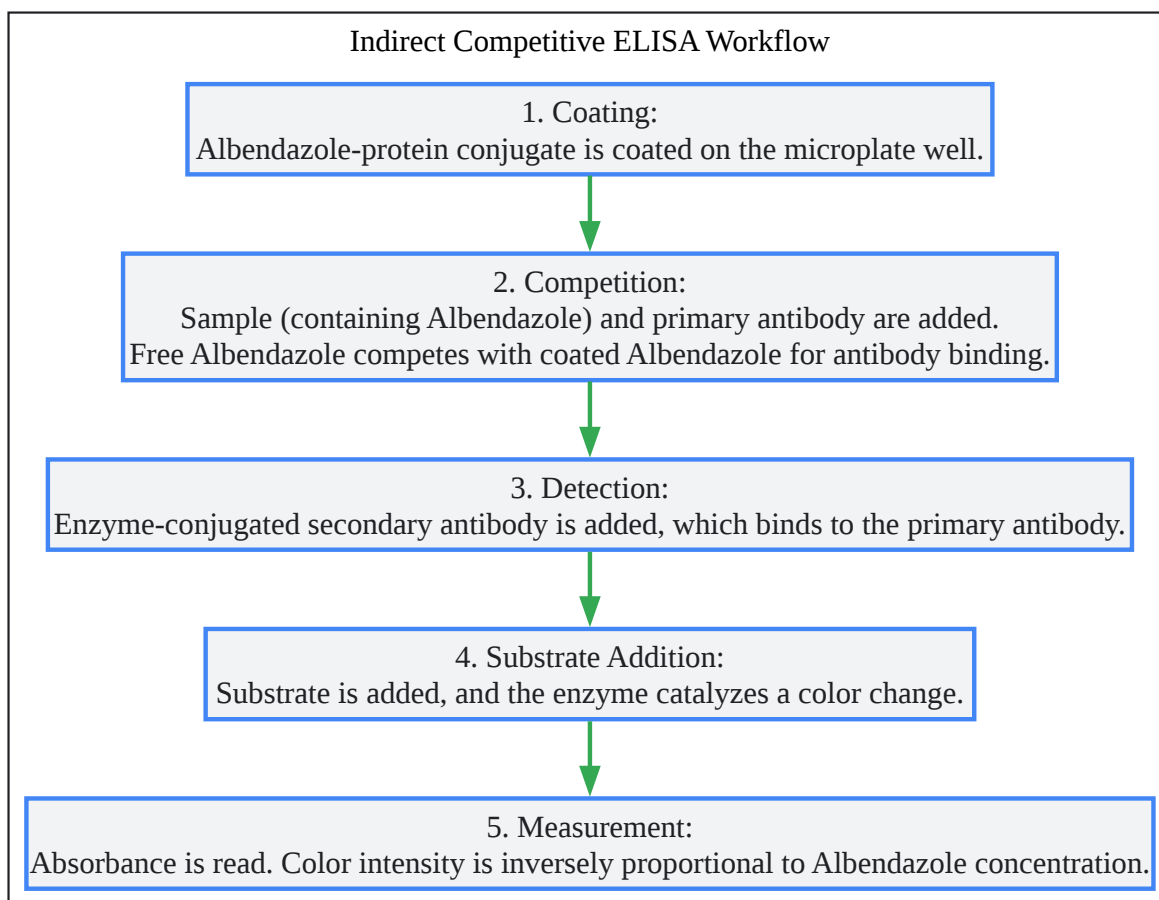 Indirect Competitive ELISA Workflow
1. Coating:
Albendazole-protein conjugate is coated on the microplate well.
2. Competition:
Sample (containing Albendazole) and primary antibody are added.
Free Albendazole competes with coated Albendazole for antibody binding.
3. Detection:
Enzyme-conjugated secondary antibody is added, which binds to the primary antibody.
4. Substrate Addition:
Substrate is added, and the enzyme catalyzes a color change.
5. Measurement:
Absorbance is read. Color intensity is inversely proportional to Albendazole concentration.